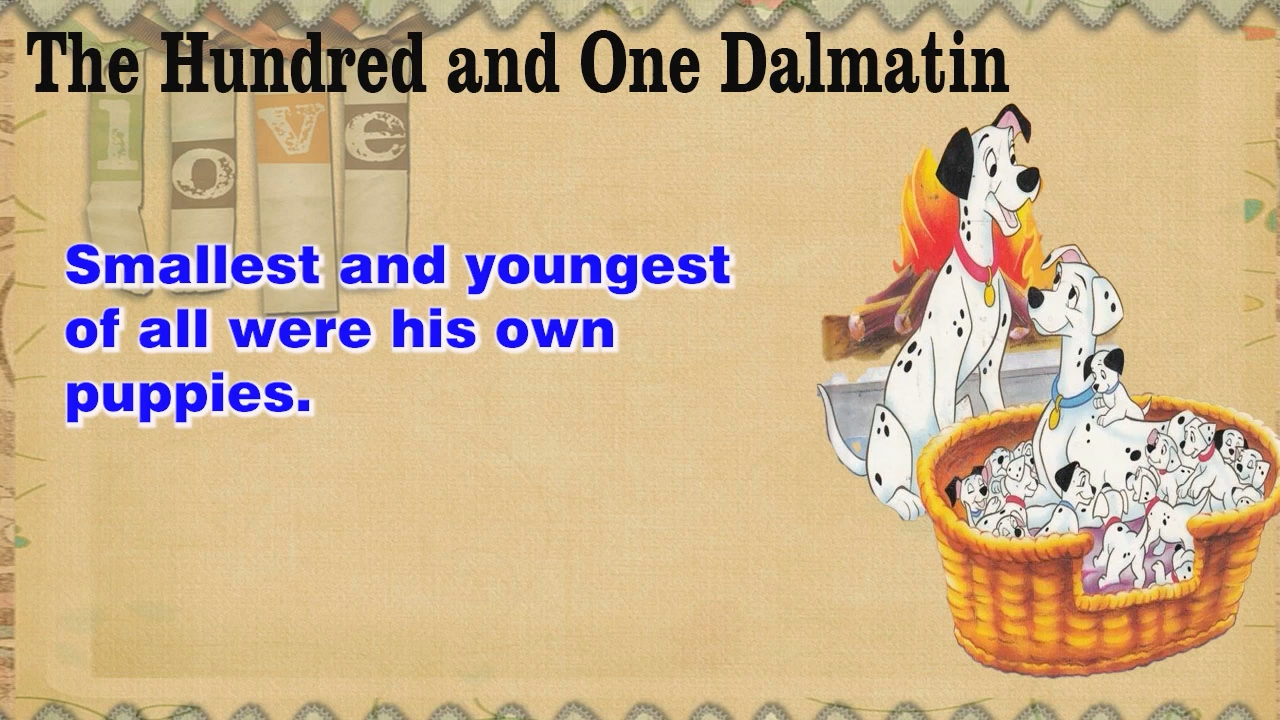 The Hundred and One Dalmatin
love
Smallest and youngest
of all were his own
puppies.